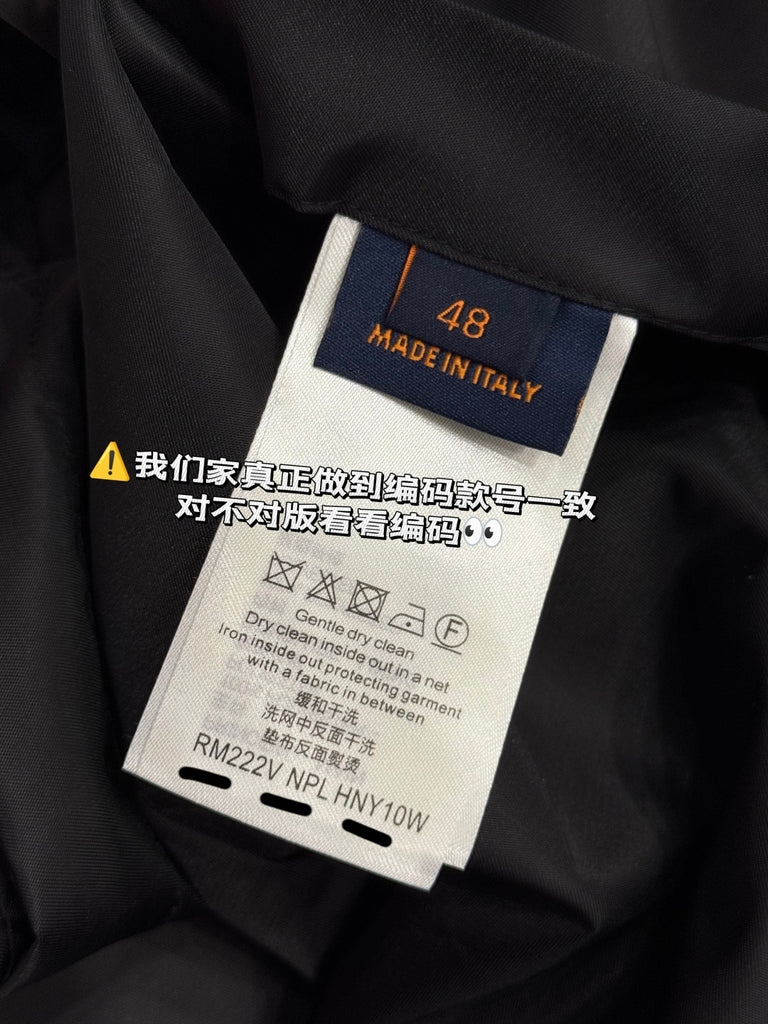 48
MADE IN ITALY
⚠️我们家真正做到编码款号一致
对不对版看看编码👀
F
Gentle dry clean
Dry clean inside out in a net
Iron inside out protecting garment
with a fabric in between
缓和干洗
洗网中反面干洗
垫布反面熨烫
RM222V NPL HNY10W